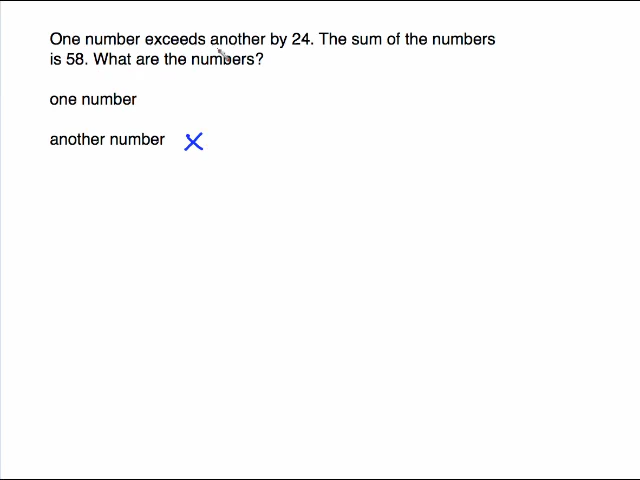 One number exceeds another by 24. The sum of the numbers
is 58. What are the numbers?
one number
another number X